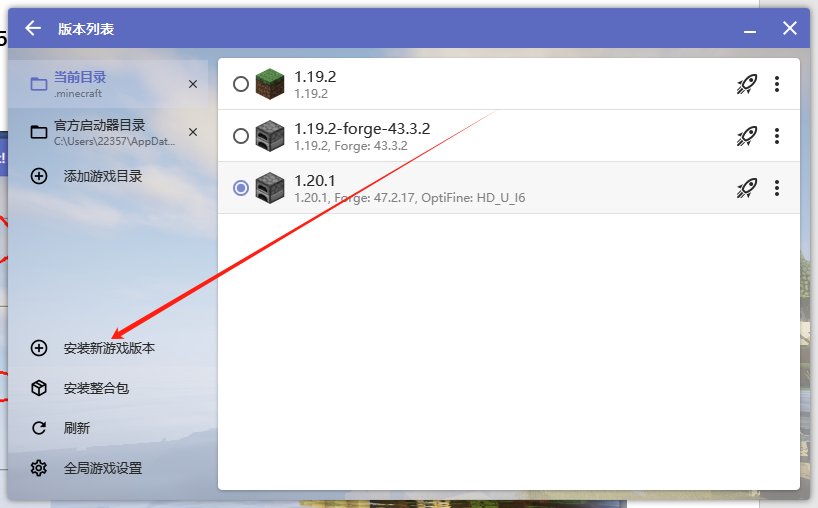 版本列表
当前目录
.minecraft
官方启动器目录
C:\Users\22357\AppDat...
添加游戏目录
安装新游戏版本
安装整合包
刷新
全局游戏设置
1.19.2
1.19.2
1.19.2-forge-43.3.2
1.19.2, Forge: 43.3.2
1.20.1
1.20.1, Forge: 47.2.17, OptiFine: HD_U_I6